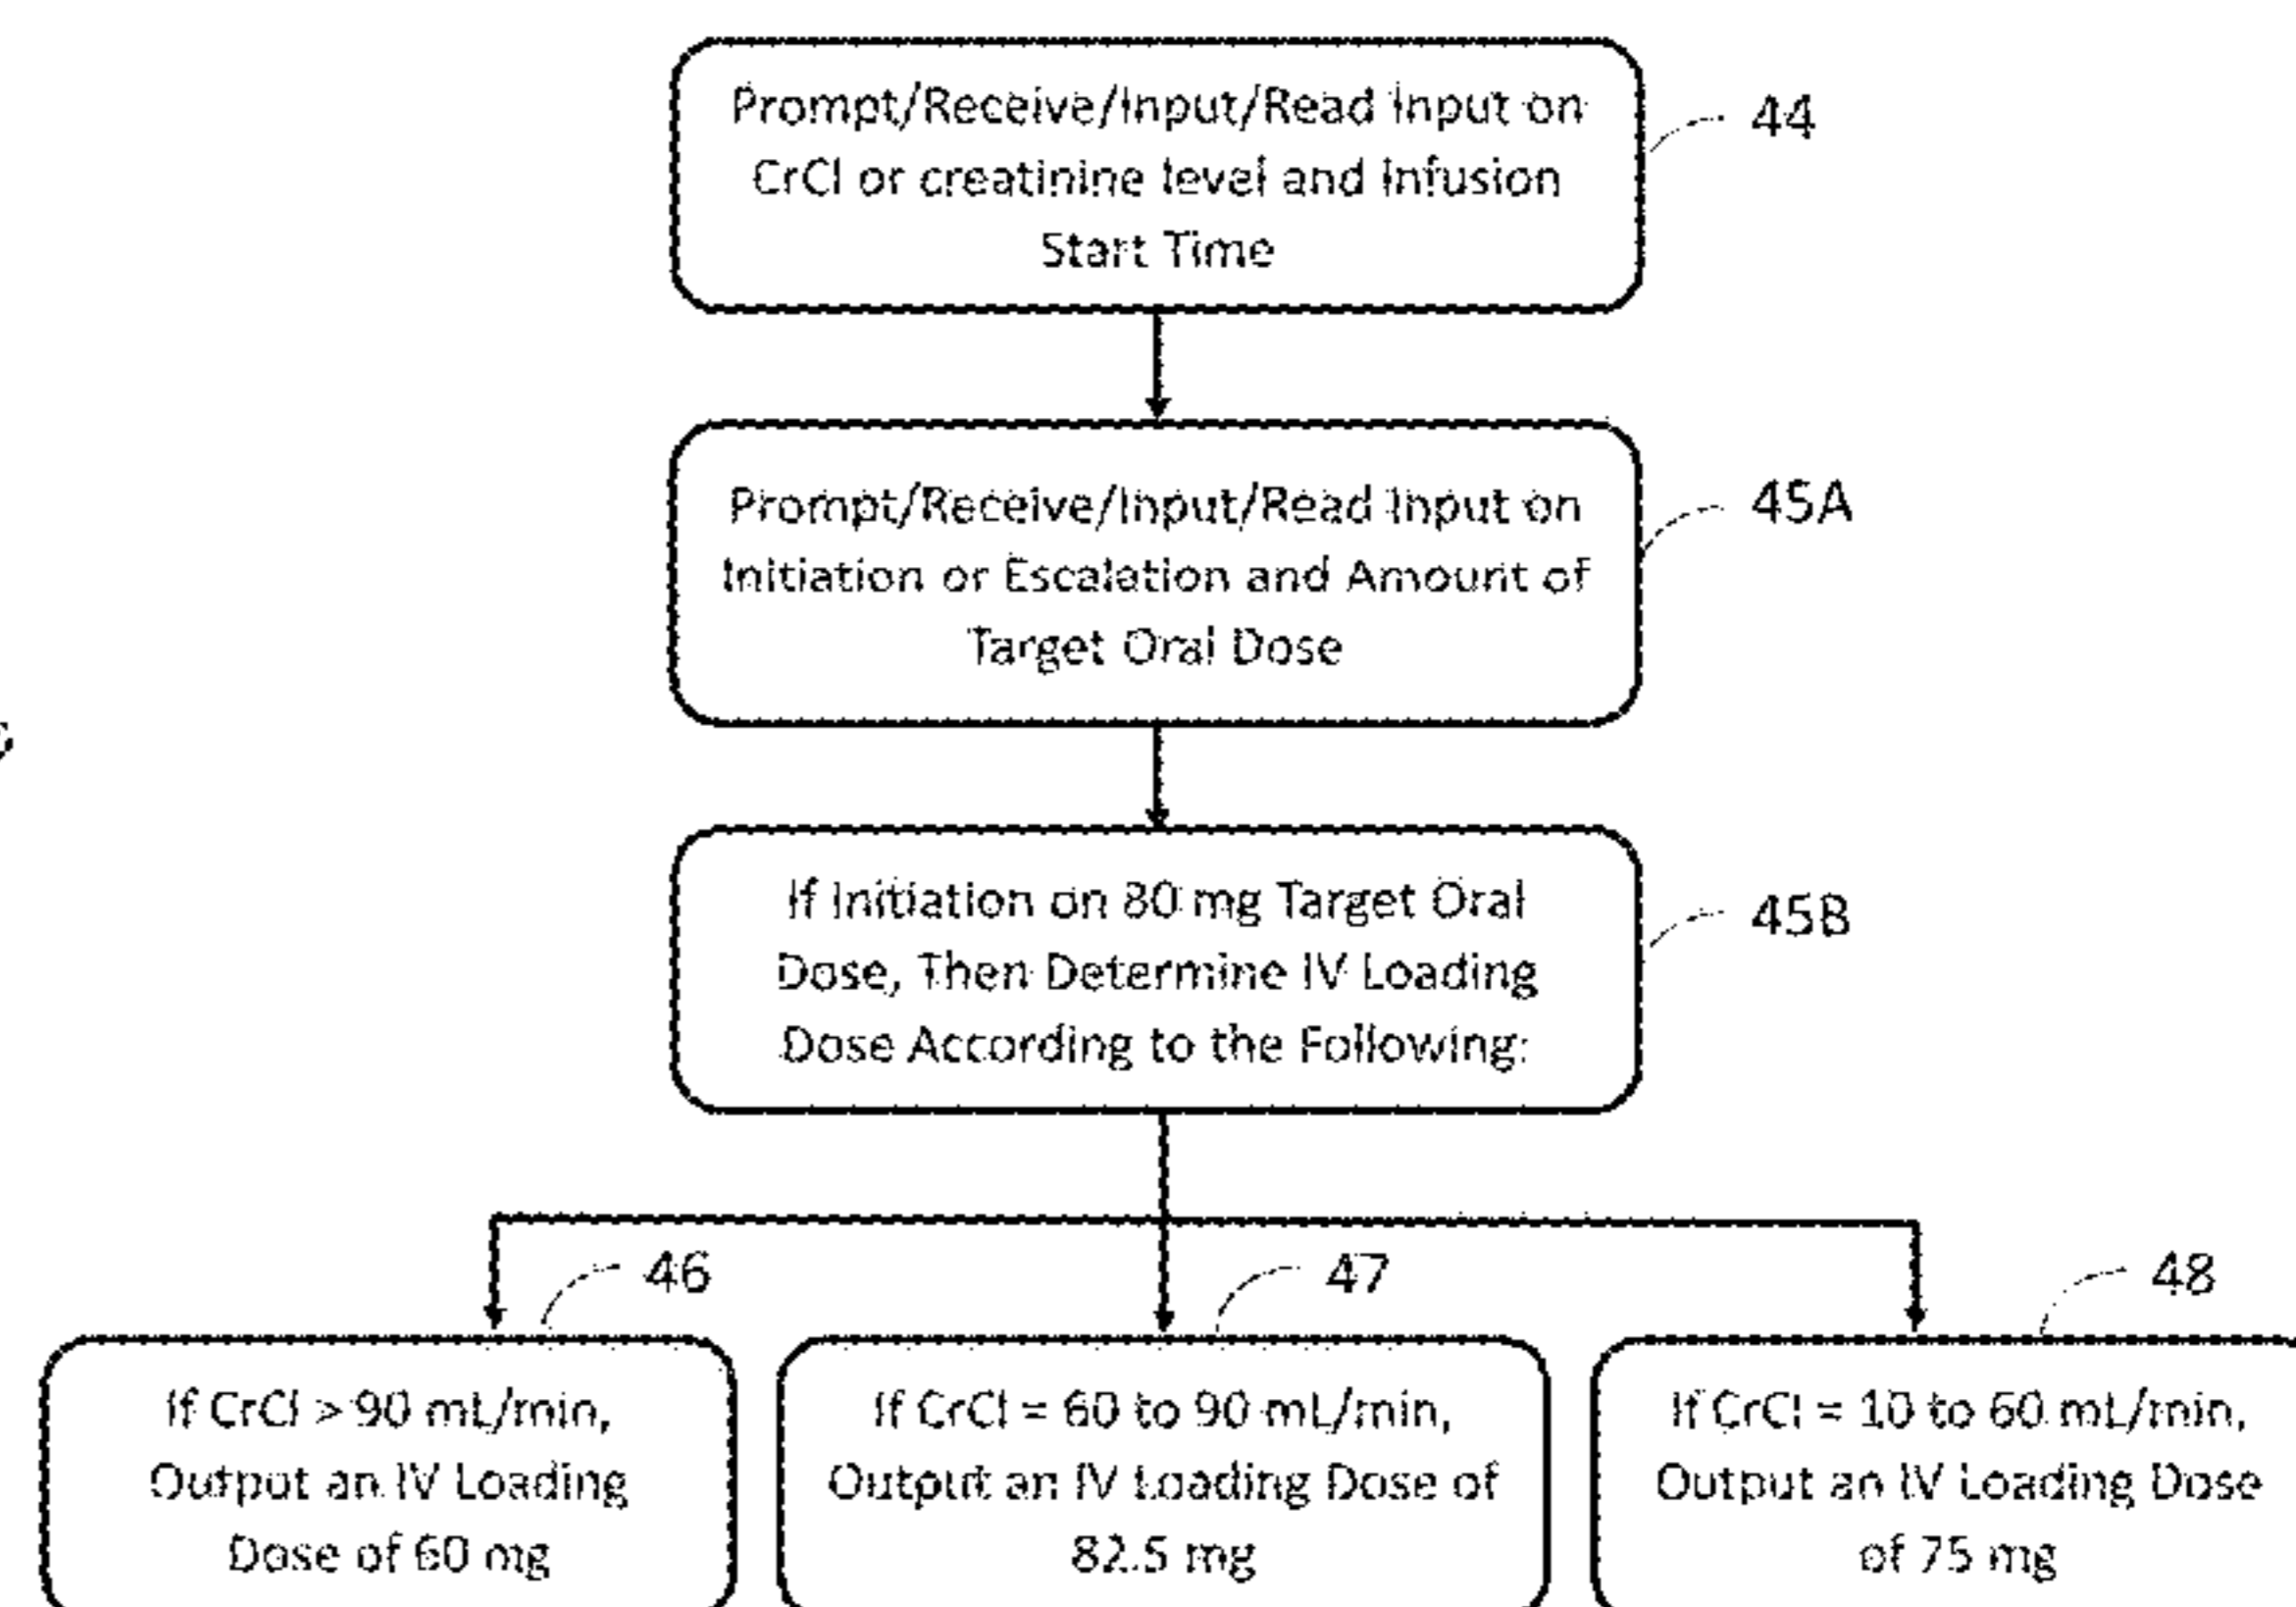 Prompt/Receive/Input/Read Input on
CrCl or creatinine level and Infusion
Start Time
44
Prompt/Receive/Input/Read Input on
Initiation or Escalation and Amount of
Target Oral Dose
45A
If Initiation on 80 mg Target Oral
Dose, Then Determine IV Loading
Dose According to the Following:
45B
46
47
48
If CrCl > 90 mL/min,
Output an IV Loading
Dose of 60 mg
If CrCl = 60 to 90 mL/min,
Output an IV Loading Dose of
82.5 mg
If CrCl = 10 to 60 mL/min,
Output an IV Loading Dose
of 75 mg